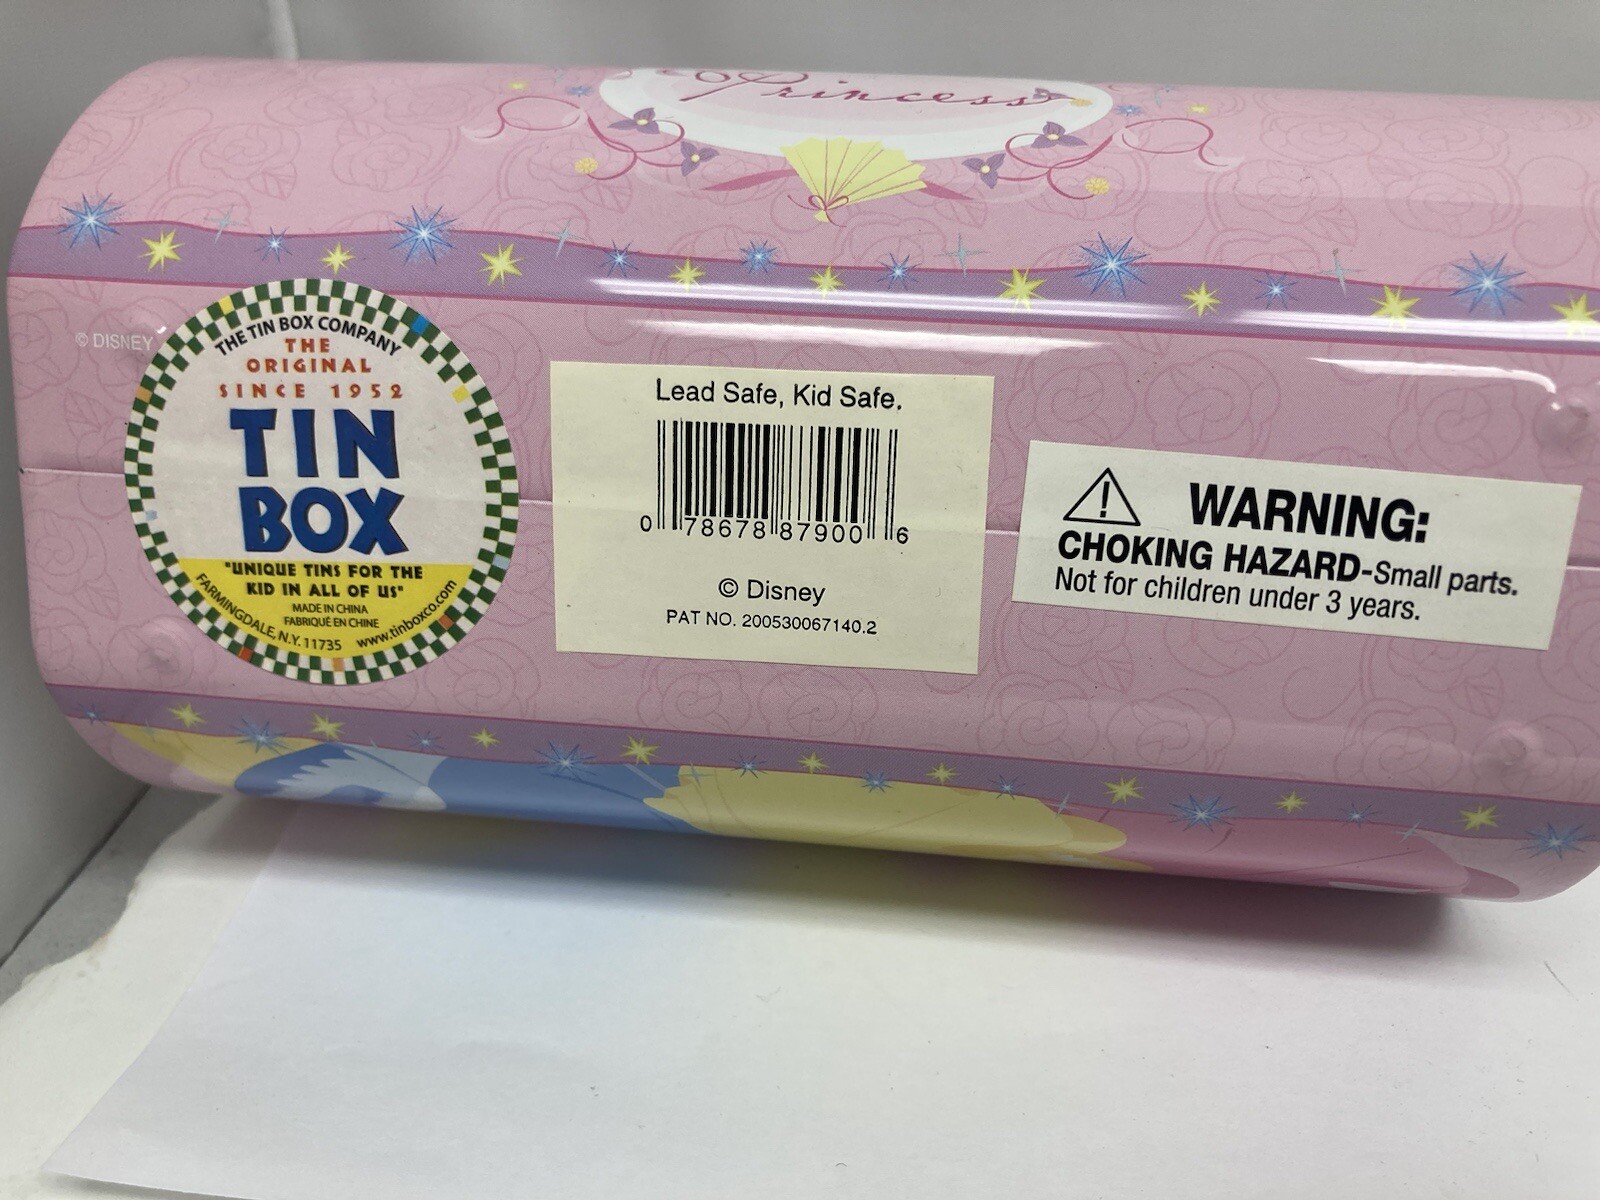 Princess
© DISNEY
THE TIN BOX COMPANY
THE
ORIGINAL
SINCE 1952
TIN
BOX
"UNIQUE TINS FOR THE
KID IN ALL OF US"
MADE IN CHINA
FABRIQUÉ EN CHINE
FARMINGDALE, N.Y. 11735 www.tinboxco.com
Lead Safe, Kid Safe.
0 78678 87900 6
© Disney
PAT NO. 200530067140.2
WARNING:
CHOKING HAZARD-Small parts.
Not for children under 3 years.